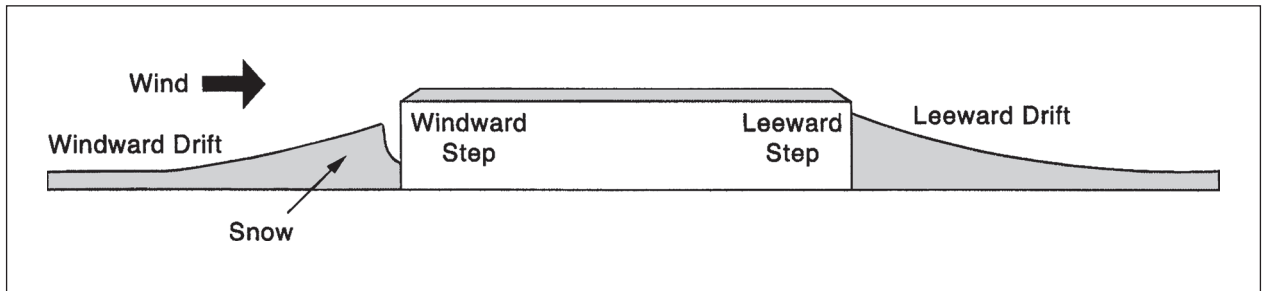 Wind
Windward Drift
Windward
Step
Leeward
Step
Leeward Drift
Snow